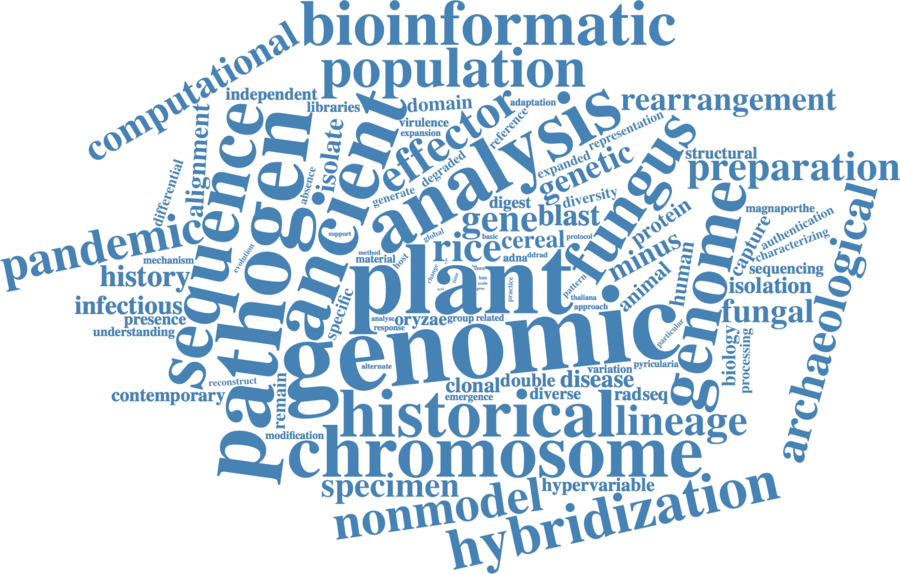 bioinformatic
computational
population
independent
libraries
domain
adaptation
virulence
expansion
reference
rearrangement
representation
expanded
genetic
structural
preparation
alignment
differential
isolate
absence
ancient
effector
analysis
fungus
degraded
generate
digest
diversity
gene
blast
protein
sequence
pathogen
pandemic
mechanism
history
evolution
support
global
basic
protocol
method
material
host
rice
cereal
adna
ddrad
minus
animal
human
genome
capture
magnaporthe
authentication
characterizing
sequencing
isolation
fungal
archaeological
infectious
presence
understanding
specific
plant
change
practice
pattern
thaliana
approach
analyse
response
oryzae
group
related
particular
genomic
alternate
variation
pyricularia
biology
processing
reconstruct
contemporary
remain
modification
clonal
emergence
double
diverse
disease
radseq
historical
lineage
chromosome
specimen
hypervariable
nonmodel
hybridization